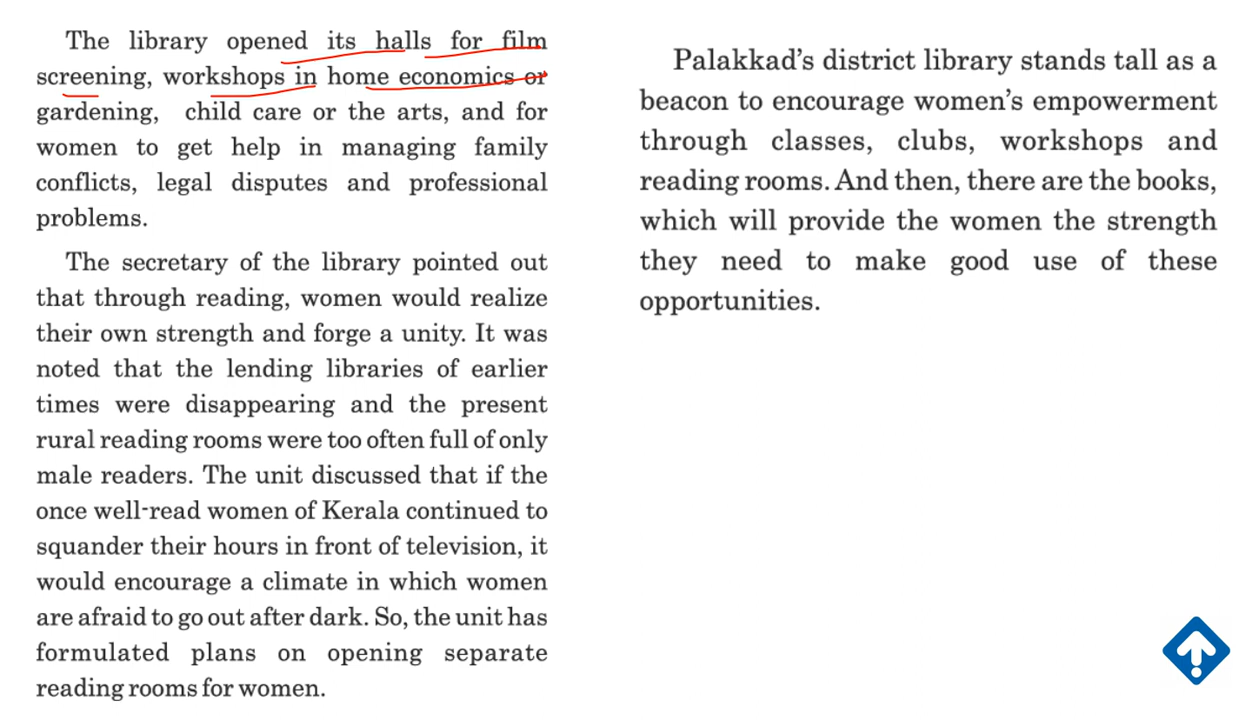 The library opened its halls for film
screening, workshops in home economics or
gardening, child care or the arts, and for
women to get help in managing family
conflicts, legal disputes and professional
problems.
The secretary of the library pointed out
that through reading, women would realize
their own strength and forge a unity. It was
noted that the lending libraries of earlier
times were disappearing and the present
rural reading rooms were too often full of only
male readers. The unit discussed that if the
once well-read women of Kerala continued to
squander their hours in front of television, it
would encourage a climate in which women
are afraid to go out after dark. So, the unit has
formulated plans on opening separate
reading rooms for women.
Palakkad's district library stands tall as a
beacon to encourage women's empowerment
through classes, clubs, workshops and
reading rooms. And then, there are the books,
which will provide the women the strength
they need to make good use of these
opportunities.